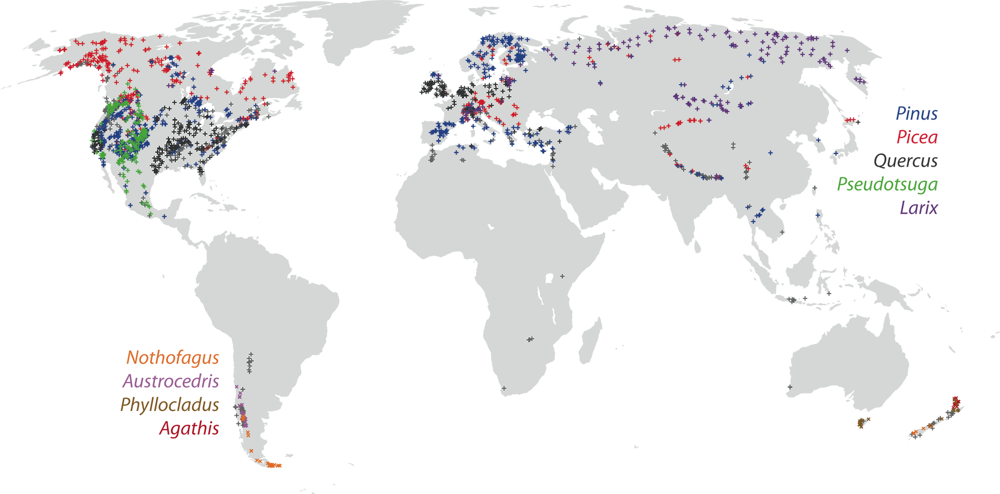 Pinus
Picea
Quercus
Pseudotsuga
Larix
Nothofagus
Austrocedris
Phyllocladus
Agathis